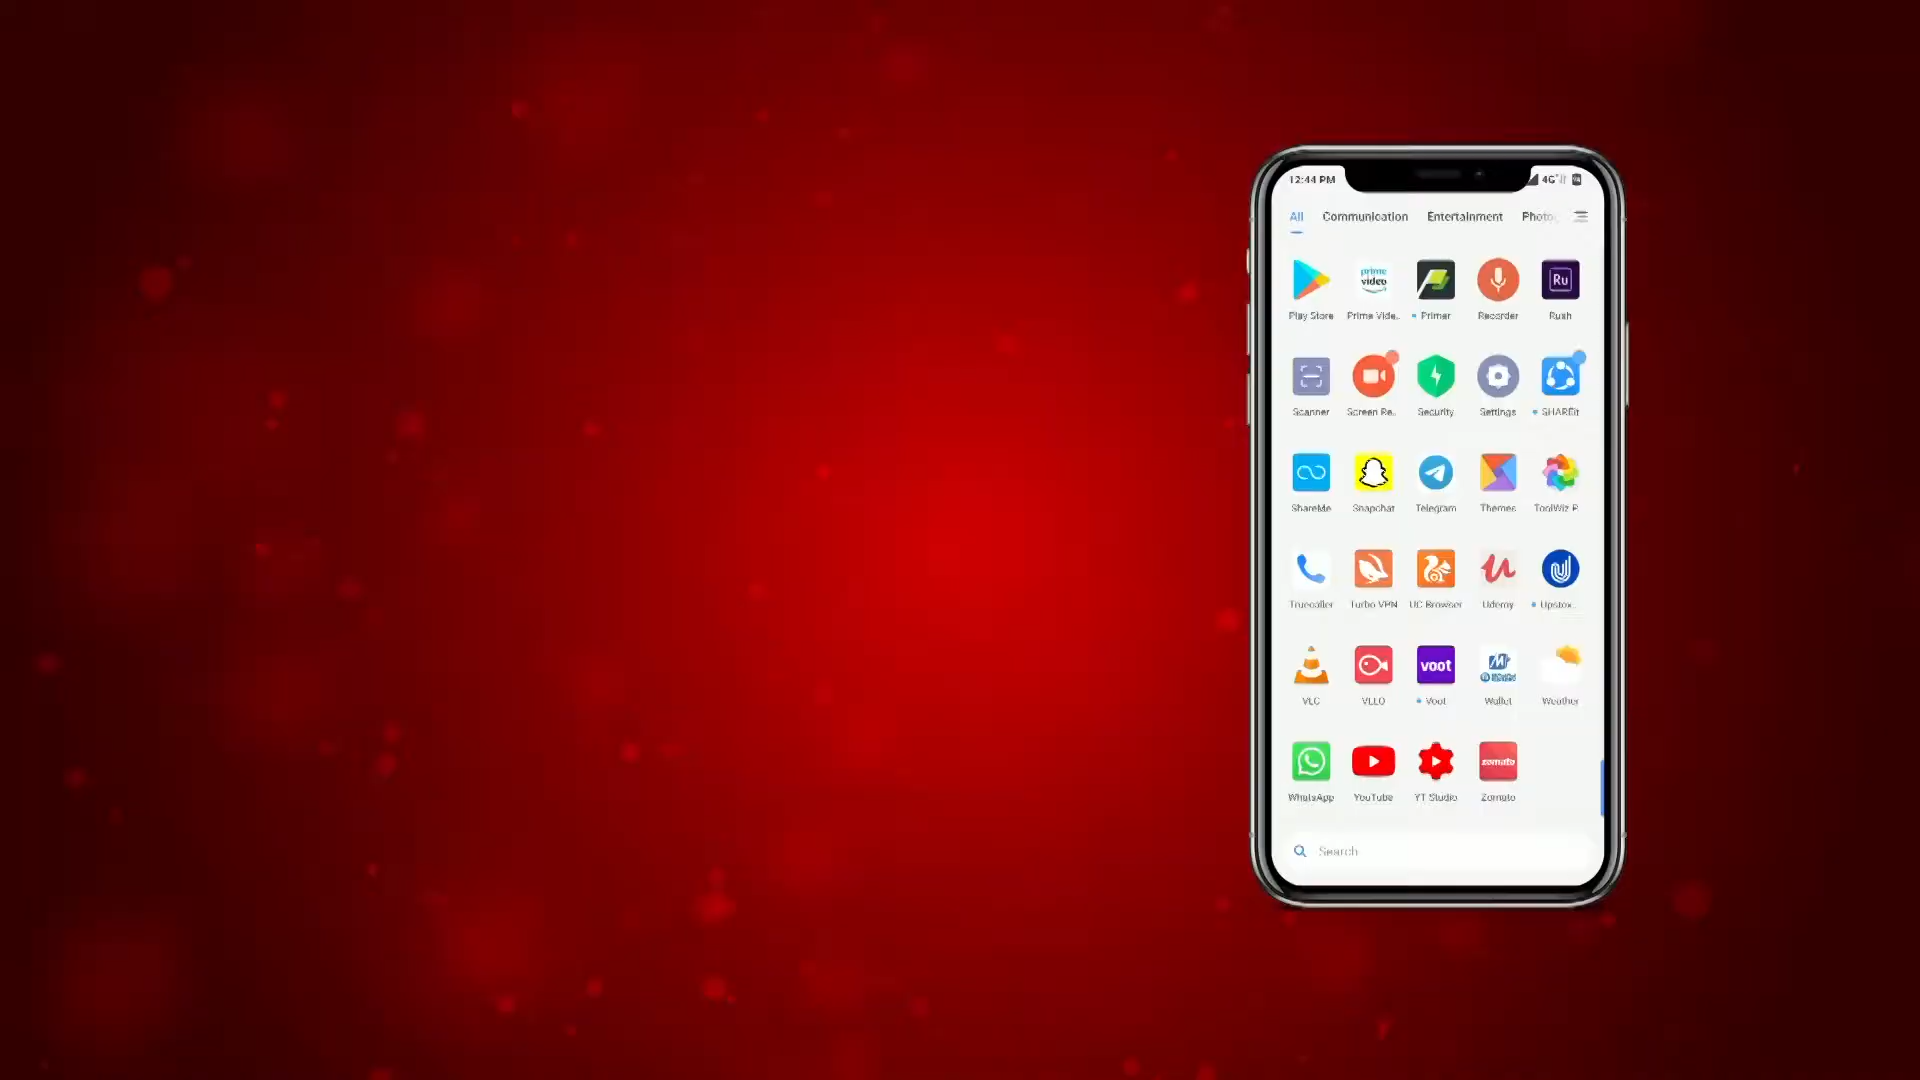 12:44 PM 4G
All Communication Entertainment Photo
prime video
Ru
Play Store Prime Vide.. Primer Recorder Rush
Scanner Screen Re.. Security Settings SHAREit
ShareMe Snapchat Telegram Themes ToolWiz P
Truecaller Turbo VPN UC Browser Udemy Upstox..
voot
VLC VLLO Voot Wallet Weather
zomato
WhatsApp YouTube YT Studio Zomato
Search